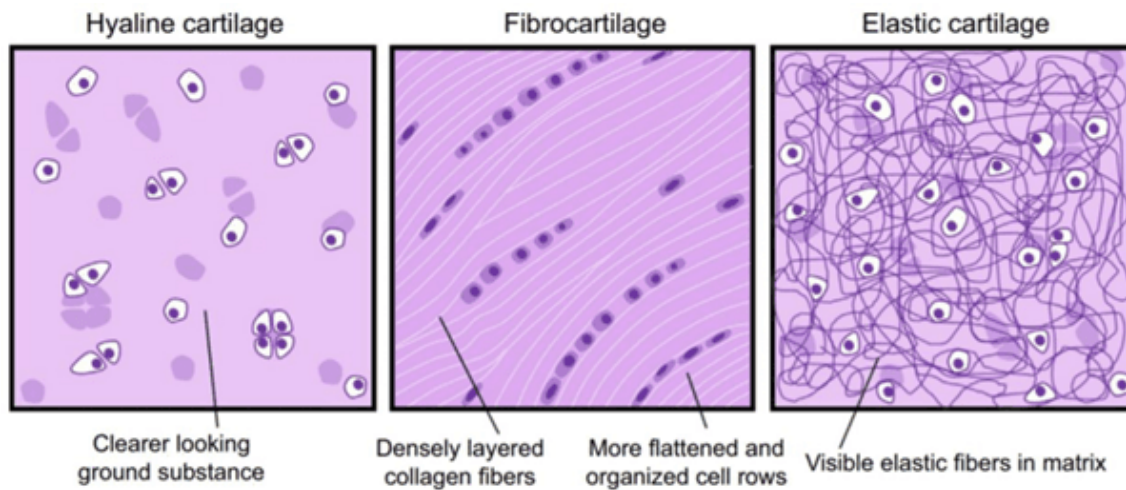 Hyaline cartilage
Fibrocartilage
Elastic cartilage
Clearer looking
ground substance
Densely layered
collagen fibers
More flattened and
organized cell rows
Visible elastic fibers in matrix